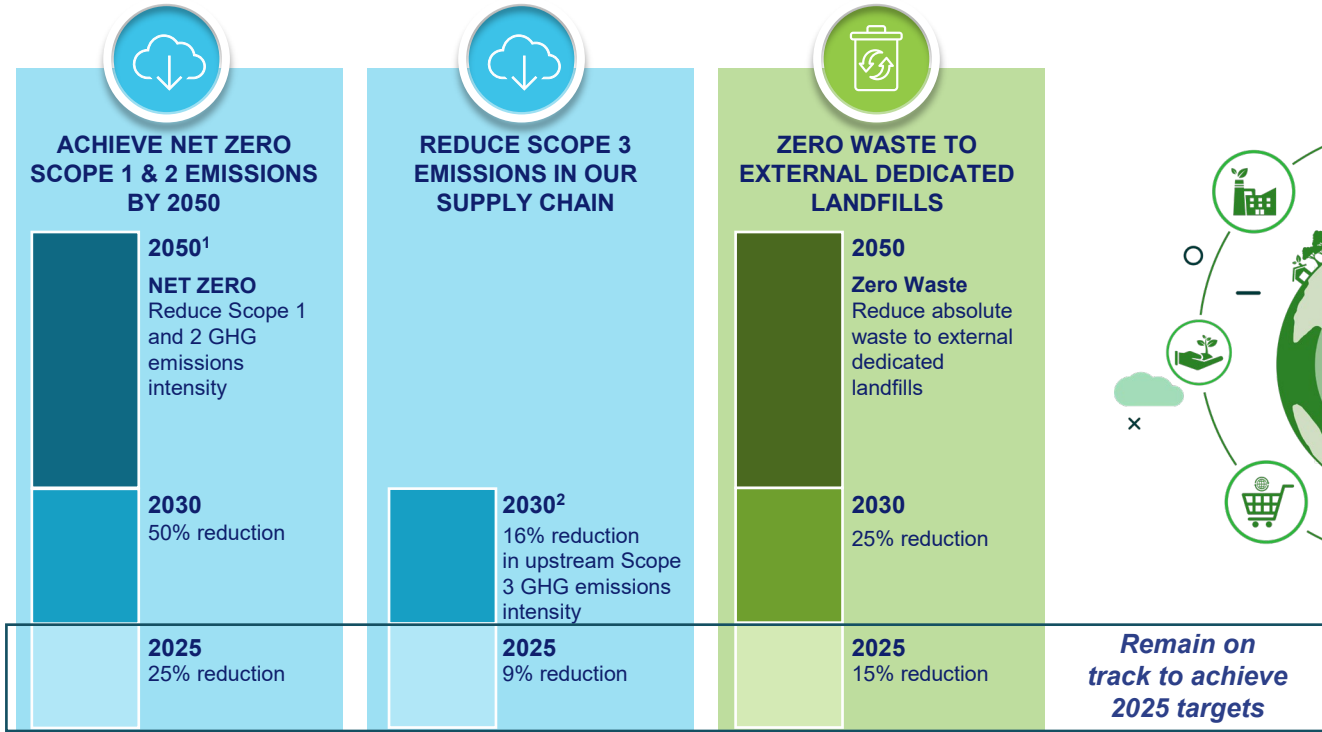 ACHIEVE NET ZERO
SCOPE 1 & 2 EMISSIONS
BY 2050
2050¹
NET ZERO
Reduce Scope 1
and 2 GHG
emissions
intensity
2030
50% reduction
2025
25% reduction
REDUCE SCOPE 3
EMISSIONS IN OUR
SUPPLY CHAIN
2030²
16% reduction
in upstream Scope
3 GHG emissions
intensity
2025
9% reduction
ZERO WASTE TO
EXTERNAL DEDICATED
LANDFILLS
2050
Zero Waste
Reduce absolute
waste to external
dedicated
landfills
2030
25% reduction
2025
15% reduction
Remain on
track to achieve
2025 targets